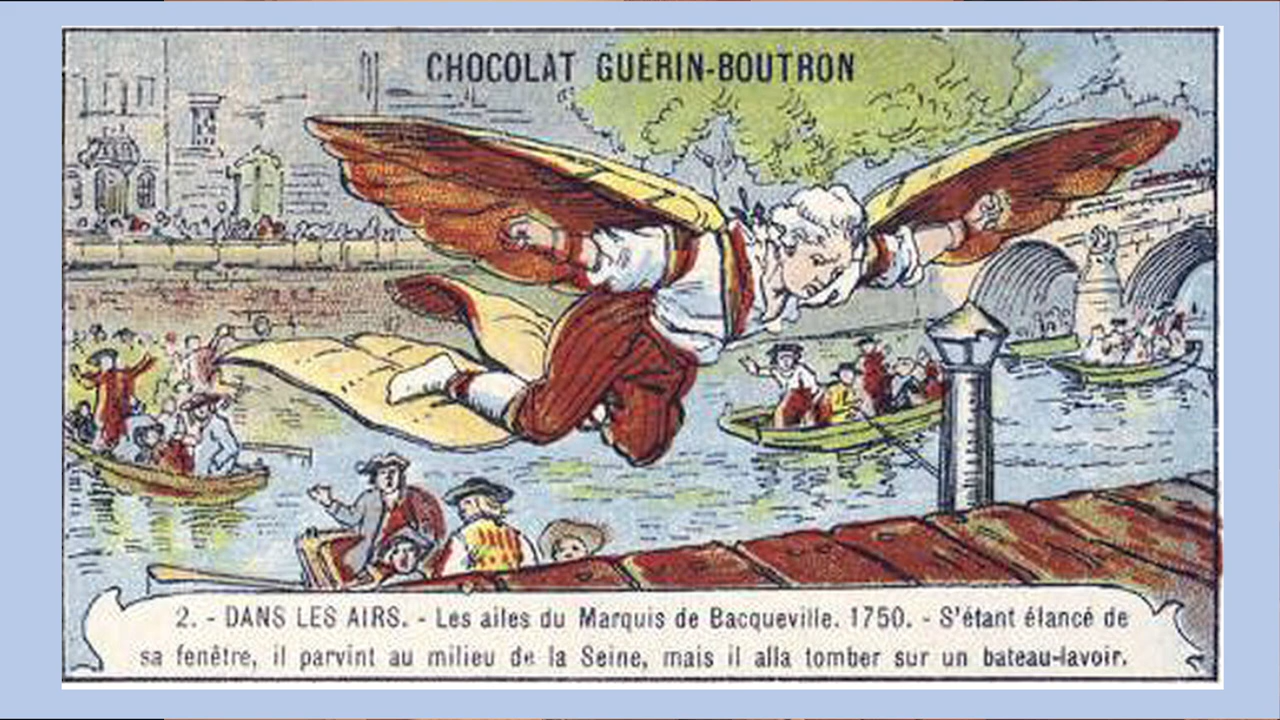 CHOCOLAT GUÉRIN-BOUTRON
2. - DANS LES AIRS. - Les ailes du Marquis de Bacqueville. 1750. - S'étant élancé de
sa fenêtre, il parvint au milieu de la Seine, mais il alla tomber sur un bateau-lavoir.